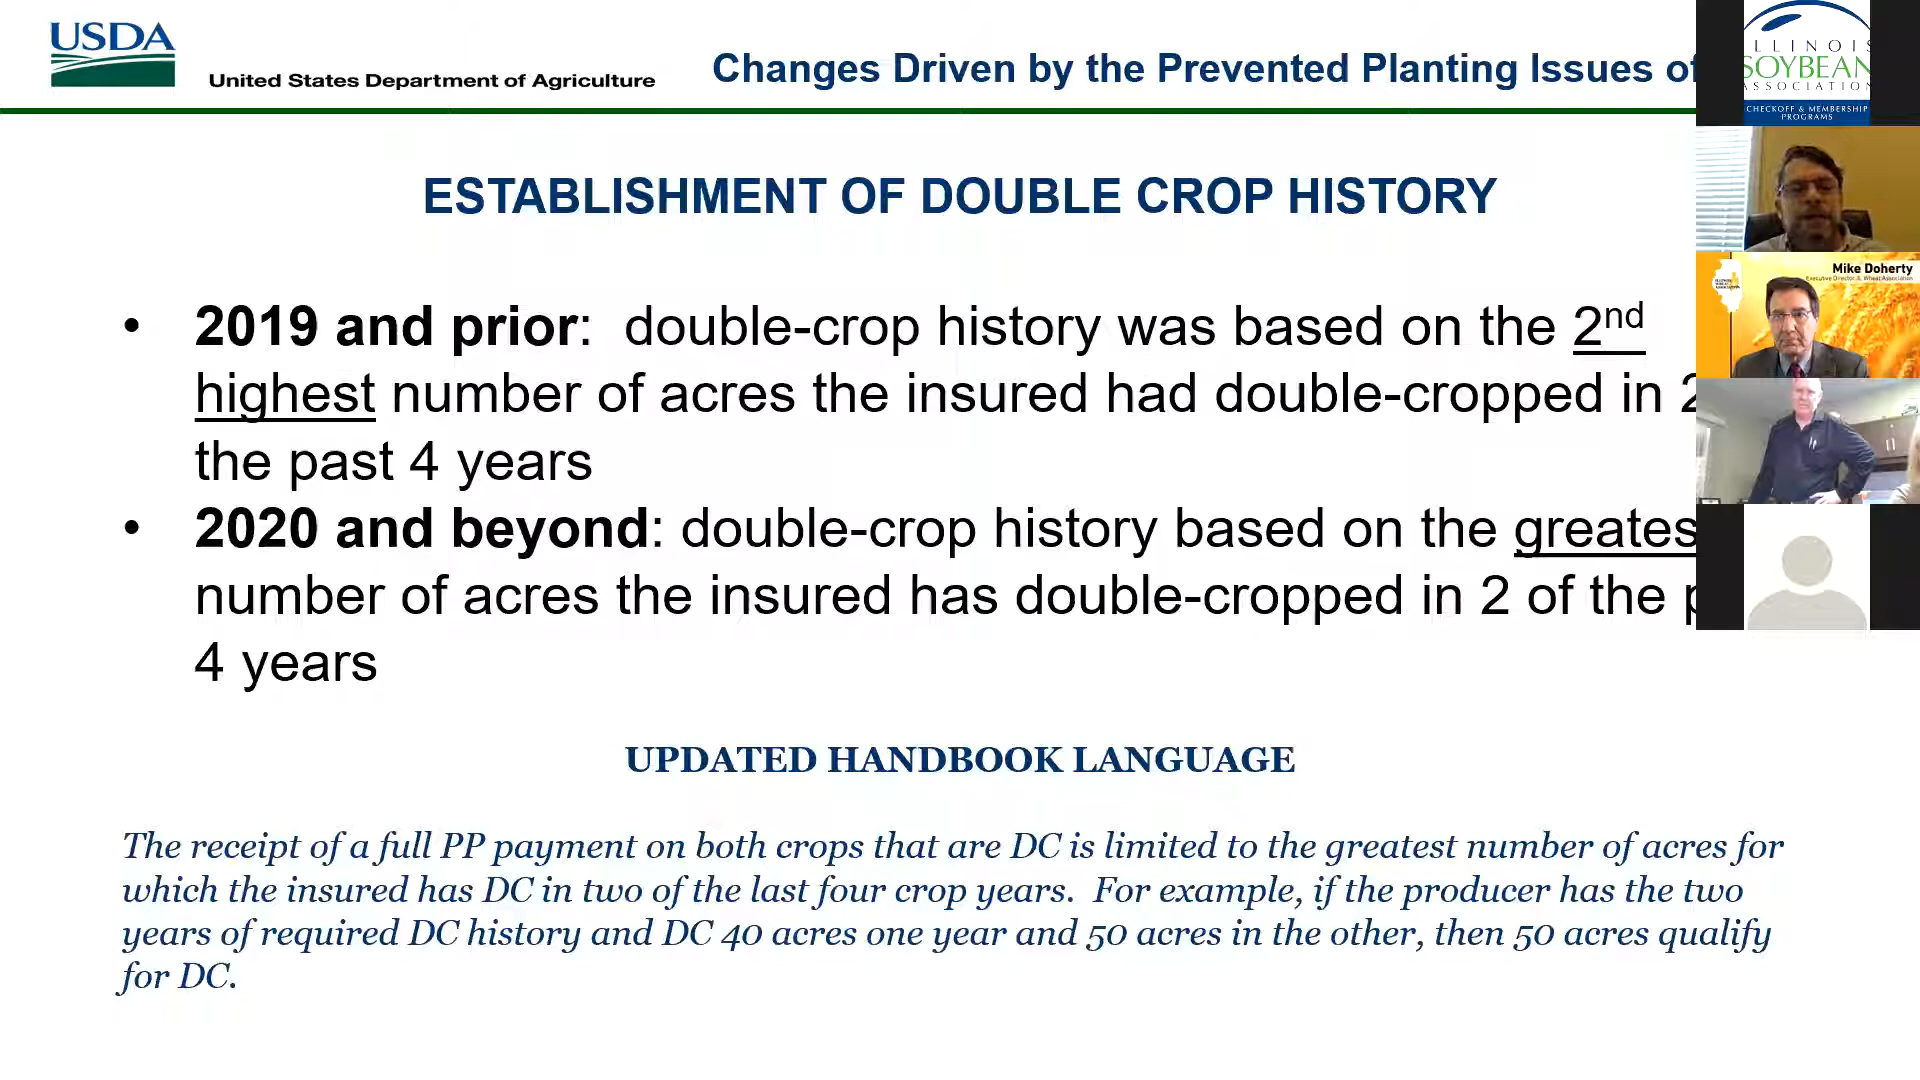 USDA
United States Department of Agriculture
Changes Driven by the Prevented Planting Issues of
ILLINOIS
SOYBEAN
ASSOCIATION
CHECKOFF & MEMBERSHIP
PROGRAMS
Mike Doherty
Executive Director, IL Wheat Association
ESTABLISHMENT OF DOUBLE CROP HISTORY
• 2019 and prior: double-crop history was based on the 2nd
highest number of acres the insured had double-cropped in 2
the past 4 years
• 2020 and beyond: double-crop history based on the greates
number of acres the insured has double-cropped in 2 of the p
4 years
UPDATED HANDBOOK LANGUAGE
The receipt of a full PP payment on both crops that are DC is limited to the greatest number of acres for
which the insured has DC in two of the last four crop years. For example, if the producer has the two
years of required DC history and DC 40 acres one year and 50 acres in the other, then 50 acres qualify
for DC.